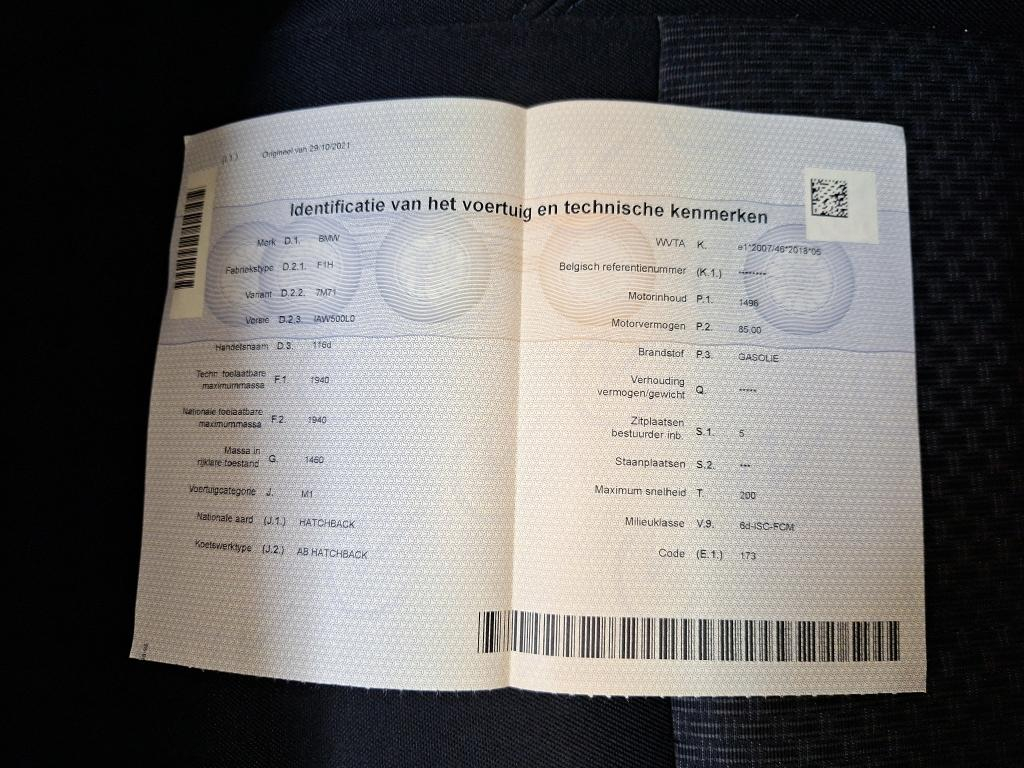 (I.1.) Origineel van 29/10/2021
Identificatie van het voertuig en technische kenmerken
Merk D.1. BMW
Fabriekstype D.2.1. F1H
Variant D.2.2. 7M71
Versie D.2.3. IAW500L0
Handelsnaam D.3. 116d
Techn. toelaatbare
maximummassa F.1. 1940
Nationale toelaatbare
maximummassa F.2. 1940
Massa in
rijklare toestand G. 1460
Voertuigcategorie J. M1
Nationale aard (J.1.) HATCHBACK
Koetswerktype (J.2.) AB HATCHBACK
WVTA K. e1*2007/46*2018*05
Belgisch referentienummer (K.1.) --------
Motorinhoud P.1. 1496
Motorvermogen P.2. 85,00
Brandstof P.3. GASOLIE
Verhouding
vermogen/gewicht Q. -----
Zitplaatsen
bestuurder inb. S.1. 5
Staanplaatsen S.2. ---
Maximum snelheid T. 200
Milieuklasse V.9. 6d-ISC-FCM
Code (E.1.) 173